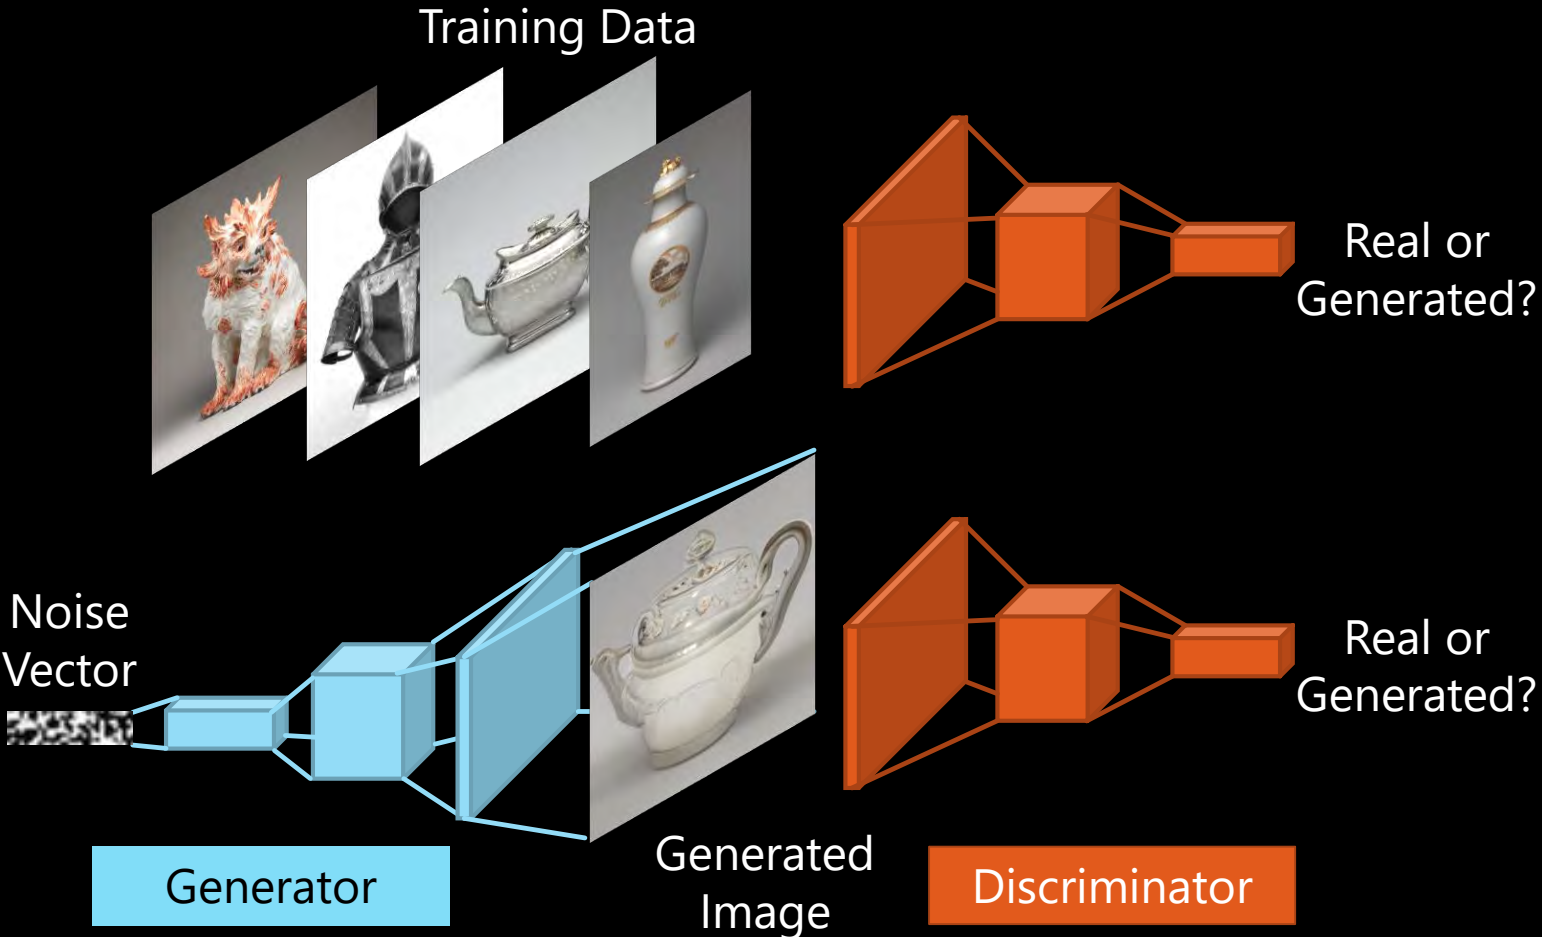 Training Data
Real or
Generated?
Noise
Vector
Real or
Generated?
Generator
Generated
Image
Discriminator